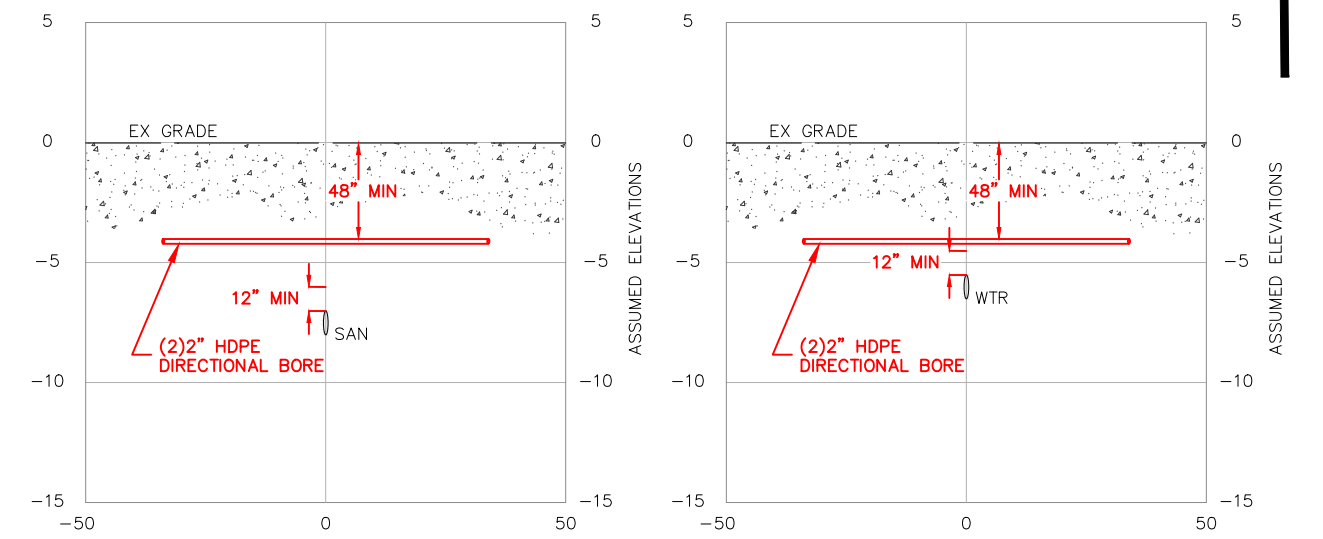 5
5
0
0
EX GRADE
48” MIN
−5
−5
12” MIN
SAN
(2)2” HDPE
DIRECTIONAL BORE
−10
−10
−15
−15
−50
0
50
ASSUMED ELEVATIONS
5
5
0
0
EX GRADE
48” MIN
−5
−5
12” MIN
WTR
(2)2” HDPE
DIRECTIONAL BORE
−10
−10
−15
−15
−50
0
50
ASSUMED ELEVATIONS